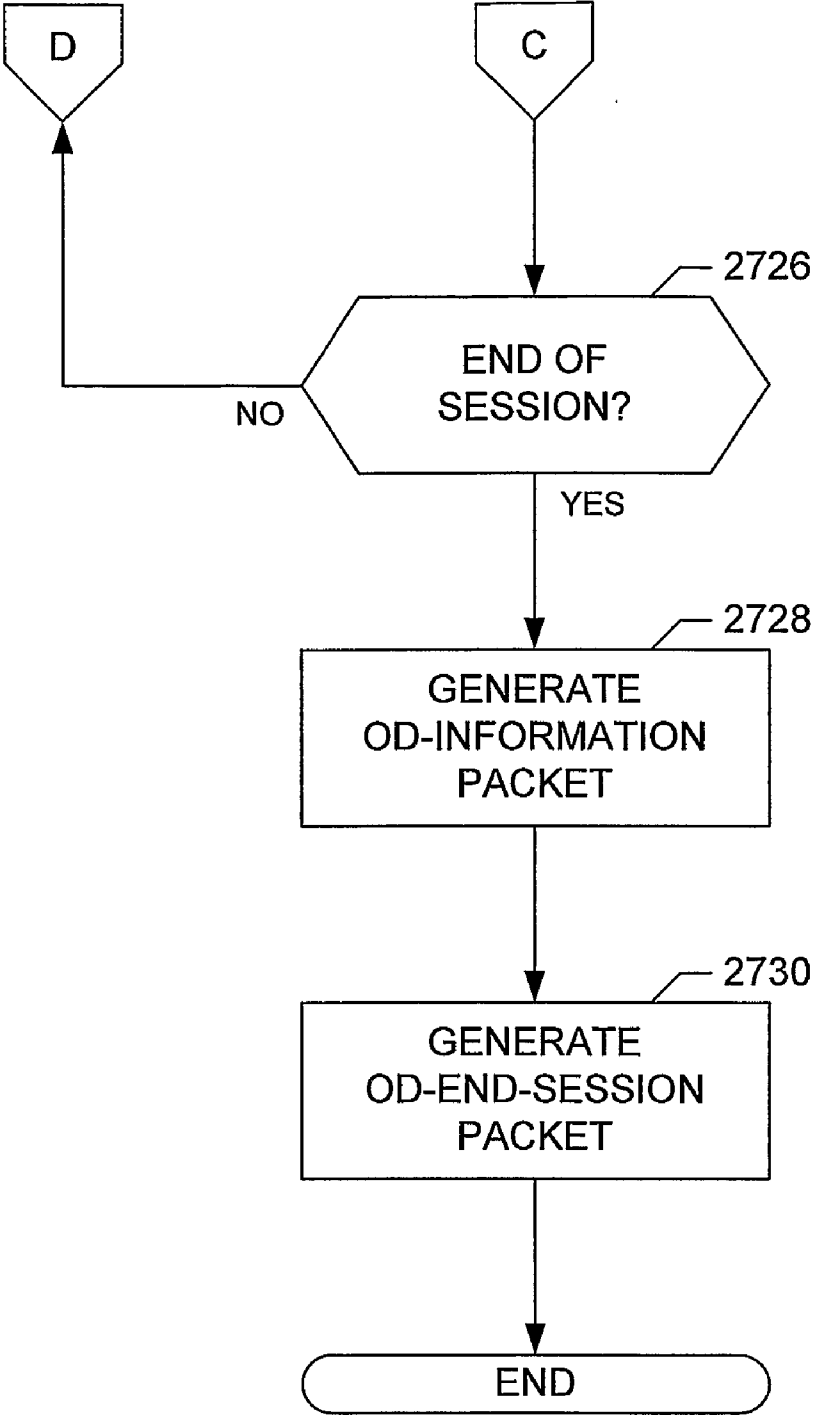 D
C
2726
END OF
SESSION?
NO
YES
2728
GENERATE
OD-INFORMATION
PACKET
2730
GENERATE
OD-END-SESSION
PACKET
END